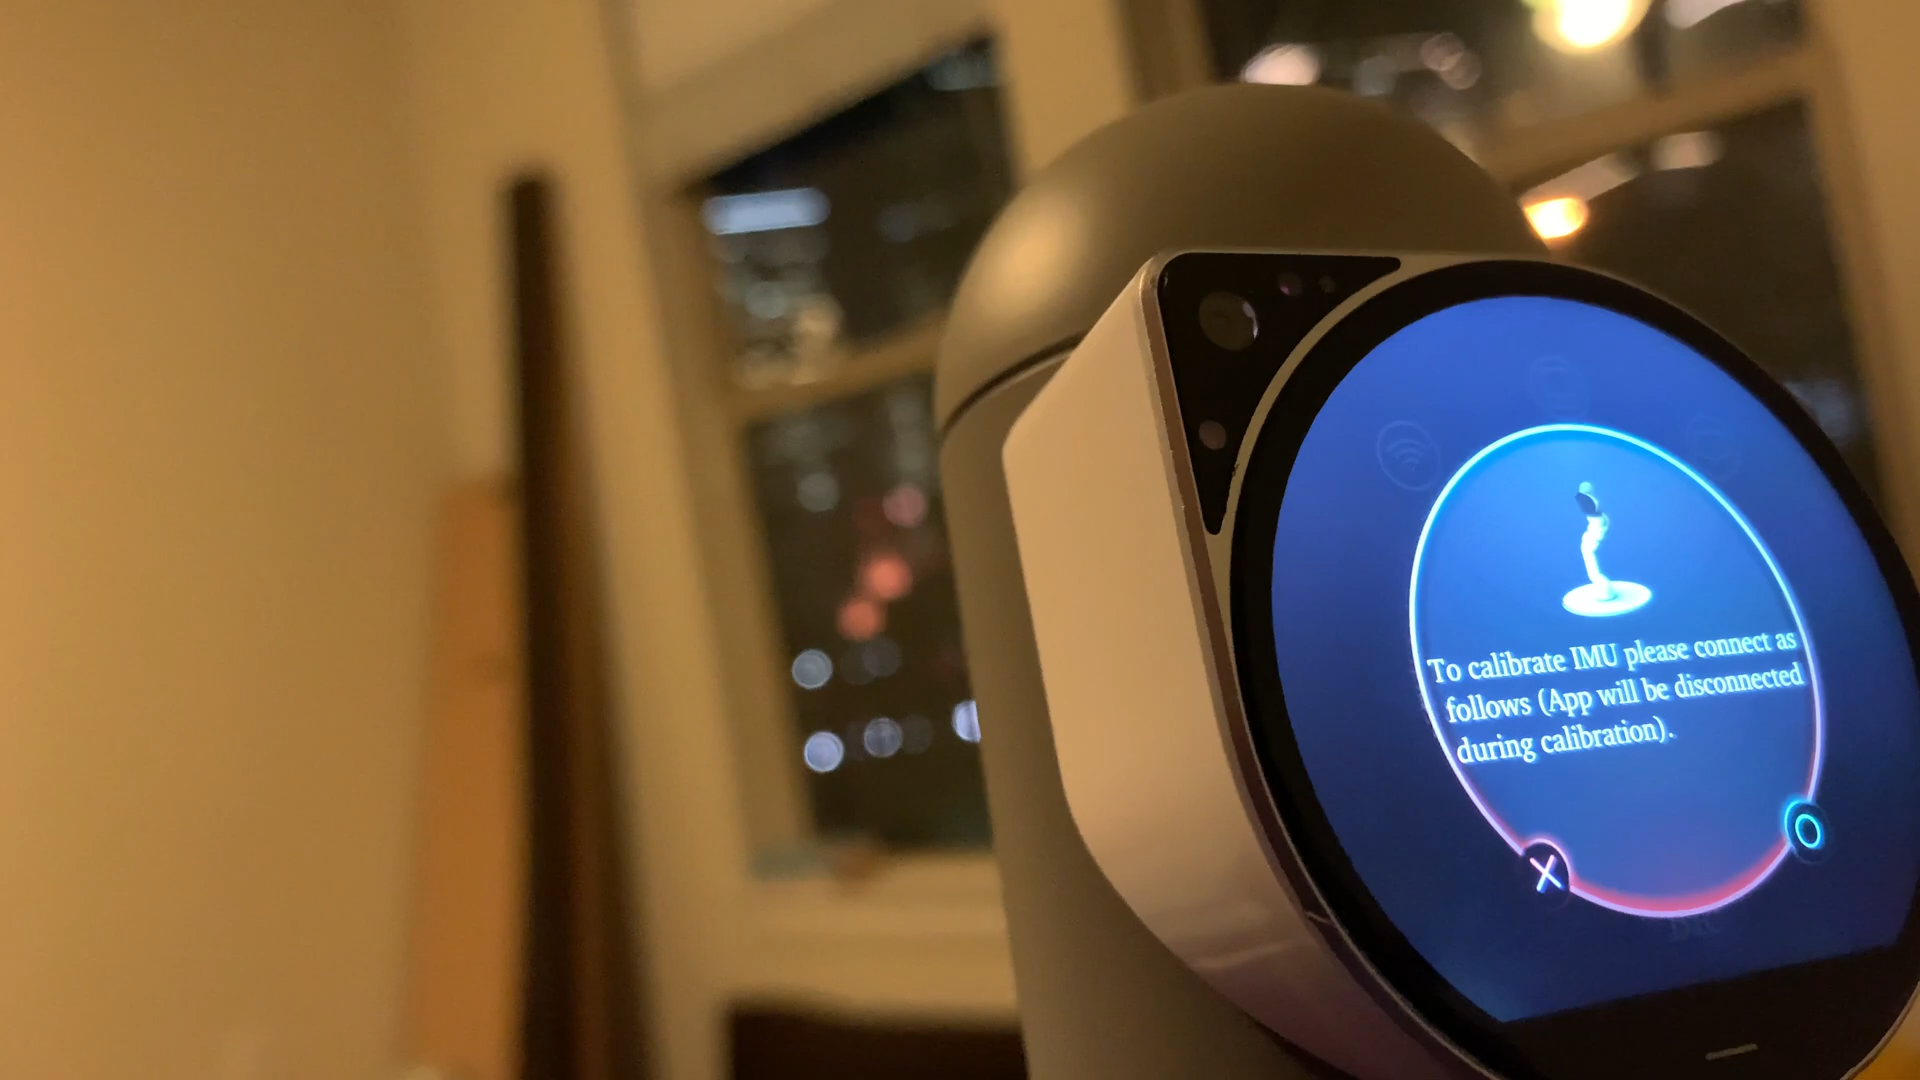 To calibrate IMU please connect as
follows (App will be disconnected
during calibration).